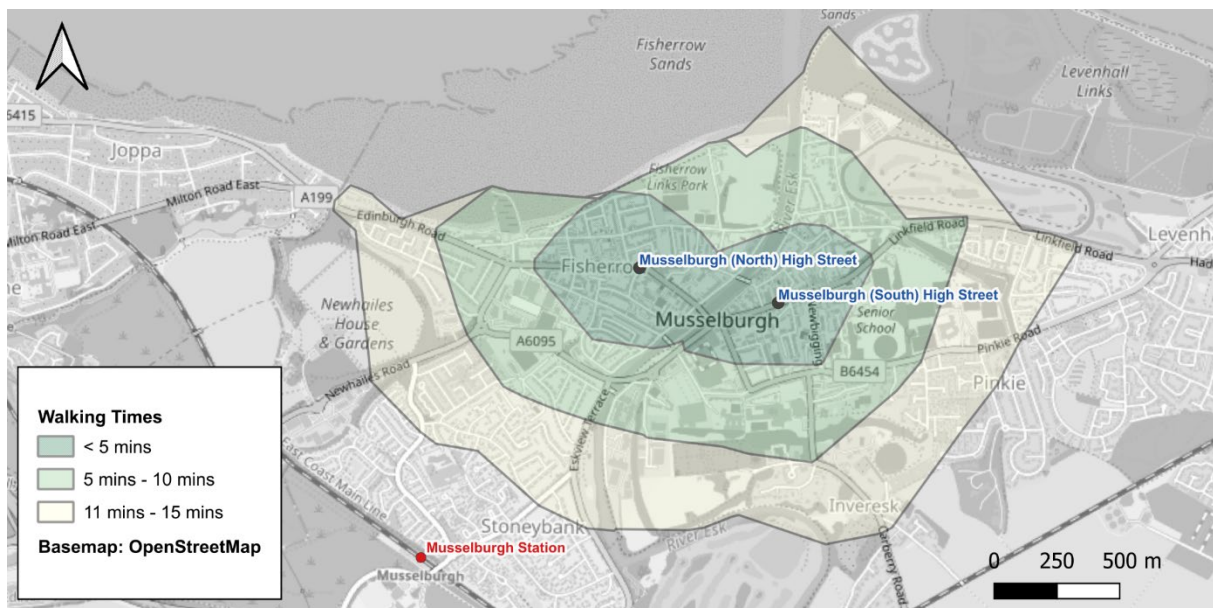 Sands
Fisherrow
Sands
Levenhall
Links
Joppa
Milton Road East
A199
Milton Road East
Edinburgh Road
Fisherrow
Links Park
River Esk
Linkfield Road
Linkfield Road
Musselburgh (North) High Street
Musselburgh (South) High Street
Musselburgh
Newbigging
Senior
School
Newhailes
House
& Gardens
A6095
Pinkie Road
B6454
Pinkie
Newhailes Road
Eskview Terrace
East Coast Main Line
Stoneybank
Inveresk
River Esk
Carberry Road
Musselburgh Station
Musselburgh
Walking Times
< 5 mins
5 mins - 10 mins
11 mins - 15 mins
Basemap: OpenStreetMap
0 250 500 m